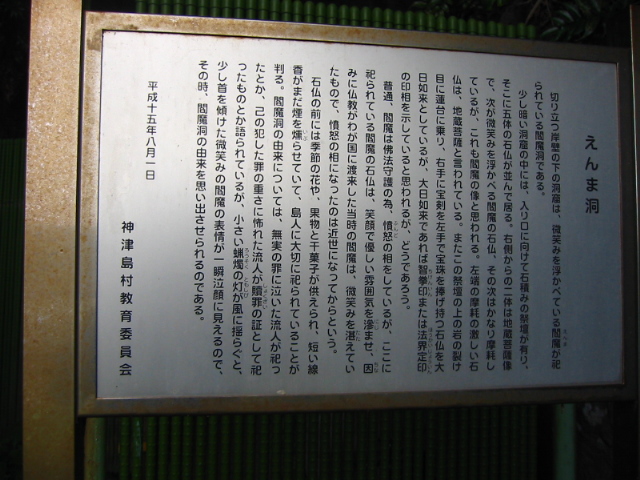 えんま洞
切り立つ岸壁の下の洞窟は、微笑みを浮かべている閻魔が祀
えんま
られている閻魔洞である。
少し暗い洞窟の中には、入り口に向けて石積みの祭壇が有り、
そこに五体の石仏が並んで居る。右側からの二体は地蔵菩薩像
で、次が微笑みを浮かべる閻魔の石仏、その次はかなり摩耗し
ているが、これも閻魔の像と思われる。左端の摩耗の激しい石
仏は、地蔵菩薩と言われている。またこの祭壇の上の岩の裂け
目に蓮台に乗り、右手に宝剣を左手で宝珠を捧げ持つ石仏を大
日如来としているが、大日如来であれば智拳印または法界定印
の印相を示していると思われるが、どうであろう。
普通、閻魔は佛法守護の為、憤怒の相をしているが、ここに
ふんど
祀られている閻魔の石仏は、笑顔で優しい雰囲気を滲ませ、因
みに仏教がわが国に渡来した当時の閻魔は、微笑みを湛えてい
たもので、憤怒の相になったのは近世になってからという。
石仏の前には季節の花や、果物と干菓子が供えられ、短い線
香がまだ煙を燻らせていて、島人に大切に祀られていることが
判る。閻魔洞の由来については、無実の罪に泣いた流人が祀っ
たとか、己の犯した罪の重さに怖れた流人が贖罪の証として祀
ったものとか語られているが、小さい蝋燭の灯が風に揺らぐと、
ろうそく ともしび
少し首を傾けた微笑みの閻魔の表情が一瞬泣顔に見えるので、
その時、閻魔洞の由来を思い出させられるのである。
平成十五年八月一日
神津島村教育委員会